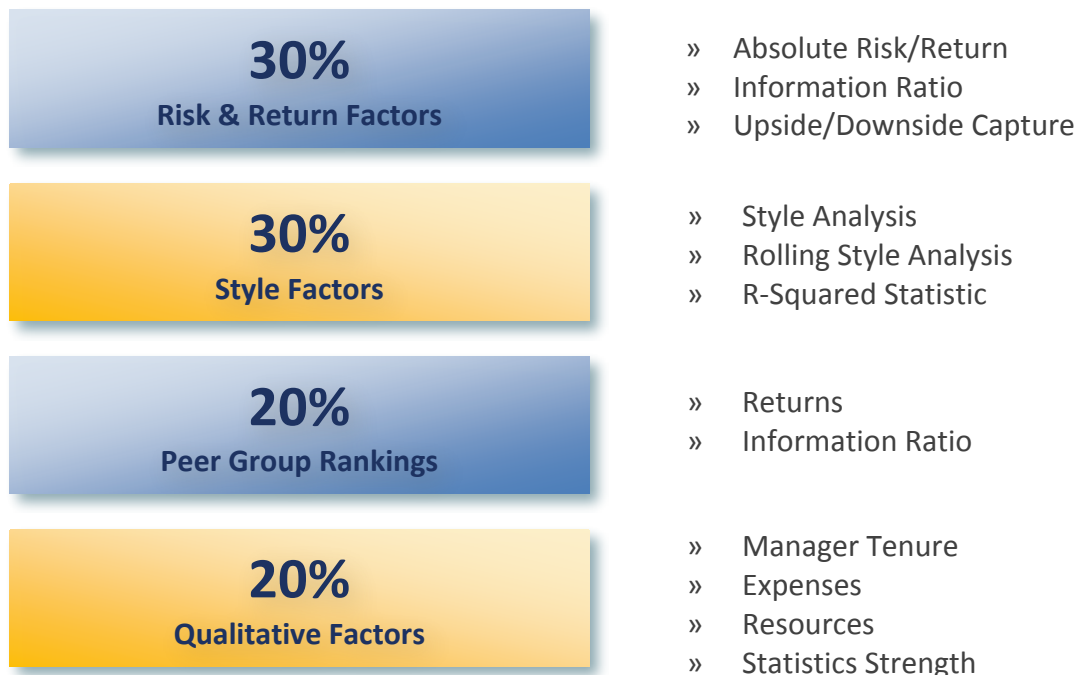 30%
Risk & Return Factors
» Absolute Risk/Return
» Information Ratio
» Upside/Downside Capture
30%
Style Factors
» Style Analysis
» Rolling Style Analysis
» R-Squared Statistic
20%
Peer Group Rankings
» Returns
» Information Ratio
20%
Qualitative Factors
» Manager Tenure
» Expenses
» Resources
» Statistics Strength